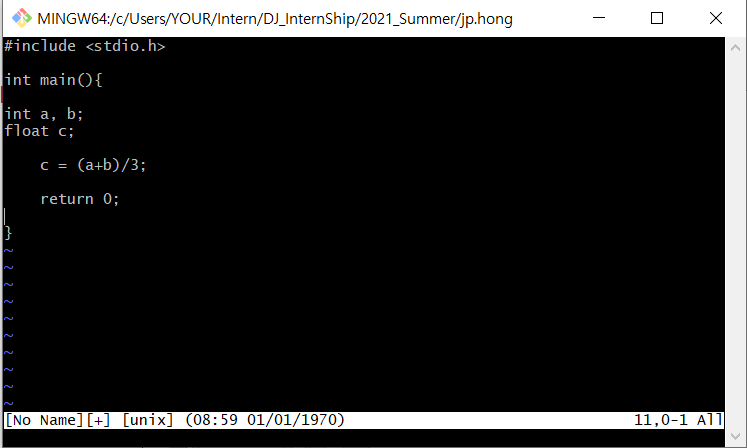 MINGW64:/c/Users/YOUR/Intern/DJ_InternShip/2021_Summer/jp.hong
#include <stdio.h>
int main(){
int a, b;
float c;
    c = (a+b)/3;
    return 0;
}
~
~
~
~
~
~
~
~
~
~
[No Name][+] [unix] (08:59 01/01/1970) 11,0-1 All